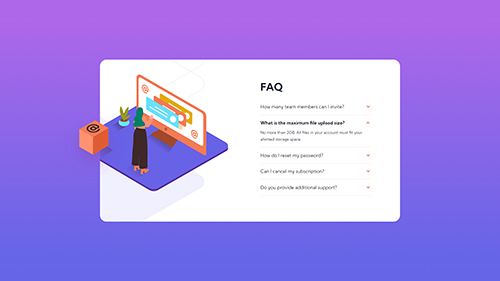 FAQ
How many team members can I invite?
What is the maximum file upload size?
No more than 2GB. All files in your account must fit your
allotted storage space.
How do I reset my password?
Can I cancel my subscription?
Do you provide additional support?